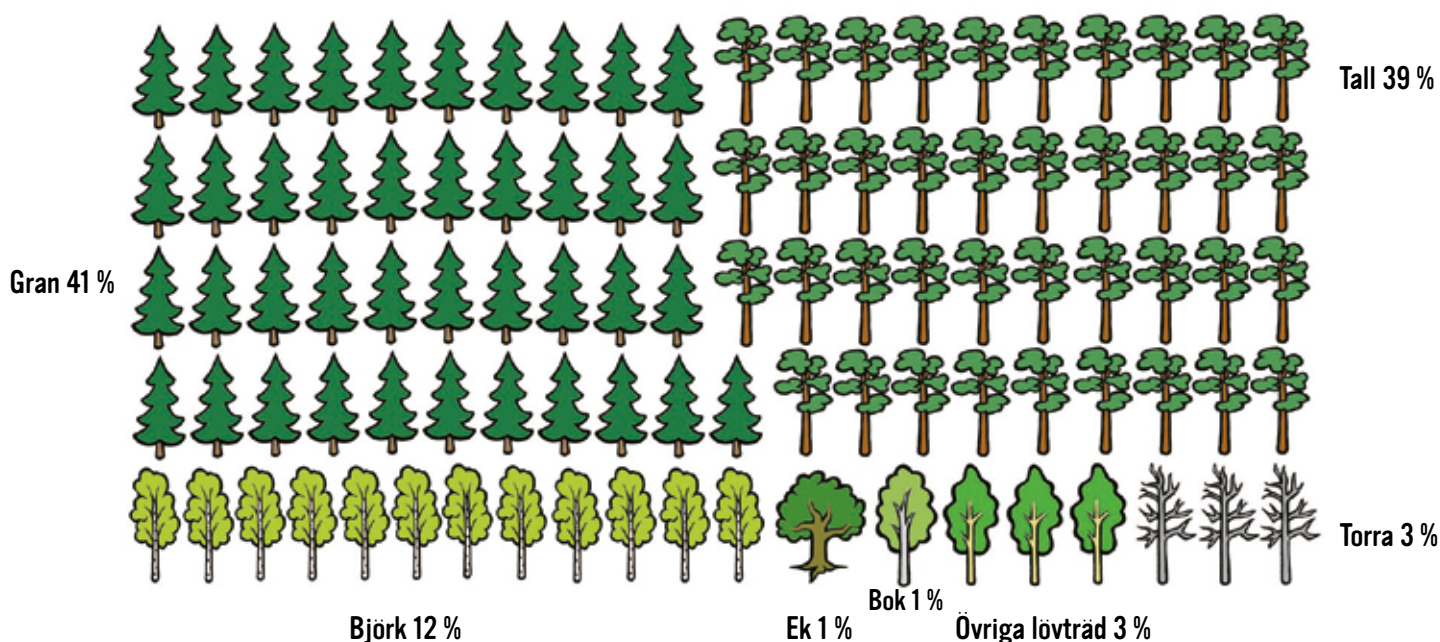 Tall 39 %
Gran 41 %
Torra 3 %
Bok 1 %
Björk 12 %
Ek 1 %
Övriga lövträd 3 %